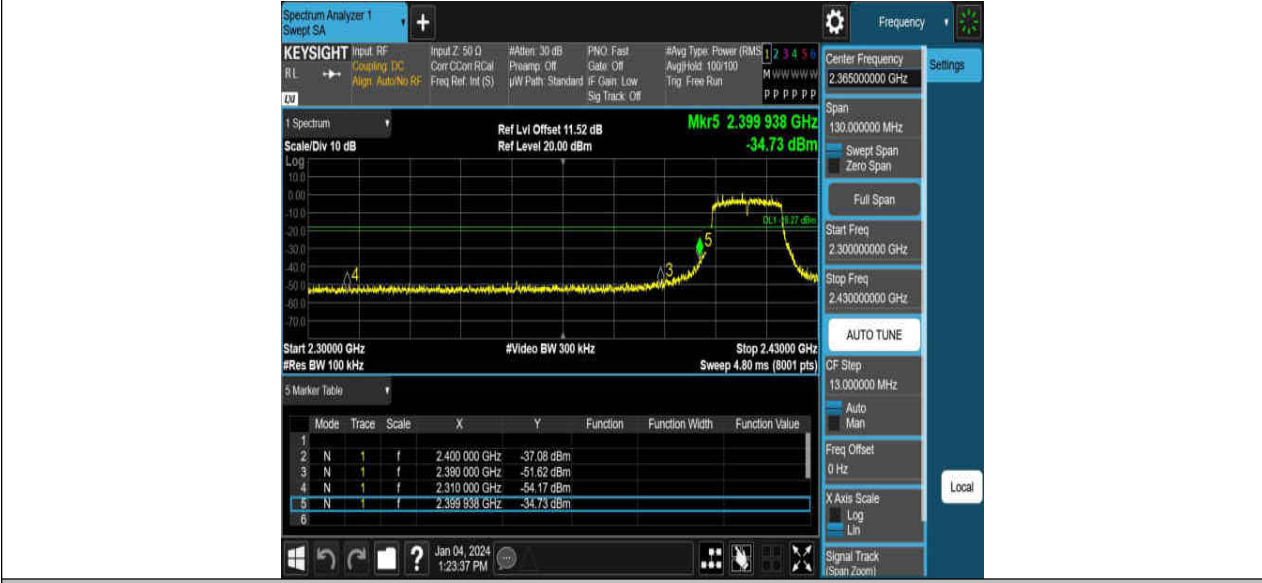 Spectrum Analyzer 1
Swept SA
+
Frequency
KEYSIGHT
Input: RF
Coupling: DC
Align: Auto/No RF
Input Z: 50 Ω
Corr CCorr RCal
Freq Ref: Int (S)
#Atten: 30 dB
Preamp: Off
µW Path: Standard
PNO: Fast
Gate: Off
IF Gain: Low
Sig Track: Off
#Avg Type: Power (RMS
Avg|Hold: 100/100
Trig: Free Run
1 2 3 4 5 6
M W W W W W
P P P P P P
RL
LXI
Center Frequency
2.365000000 GHz
Settings
Span
130.000000 MHz
Swept Span
Zero Span
Full Span
Start Freq
2.300000000 GHz
Stop Freq
2.430000000 GHz
AUTO TUNE
CF Step
13.000000 MHz
Auto
Man
Freq Offset
0 Hz
X Axis Scale
Log
Lin
Signal Track
(Span Zoom)
Local
1 Spectrum
Scale/Div 10 dB
Ref Lvl Offset 11.52 dB
Ref Level 20.00 dBm
Mkr5 2.399 938 GHz
-34.73 dBm
Log
10.0
0.00
-10.0
-20.0
-30.0
-40.0
-50.0
-60.0
-70.0
4
3
5
Start 2.30000 GHz
#Res BW 100 kHz
#Video BW 300 kHz
Stop 2.43000 GHz
Sweep 4.80 ms (8001 pts)
5 Marker Table
Mode Trace Scale X Y Function Function Width Function Value
1
2 N 1 f 2.400 000 GHz -37.08 dBm
3 N 1 f 2.390 000 GHz -51.62 dBm
4 N 1 f 2.310 000 GHz -54.17 dBm
5 N 1 f 2.399 938 GHz -34.73 dBm
6
?
Jan 04, 2024
1:23:37 PM